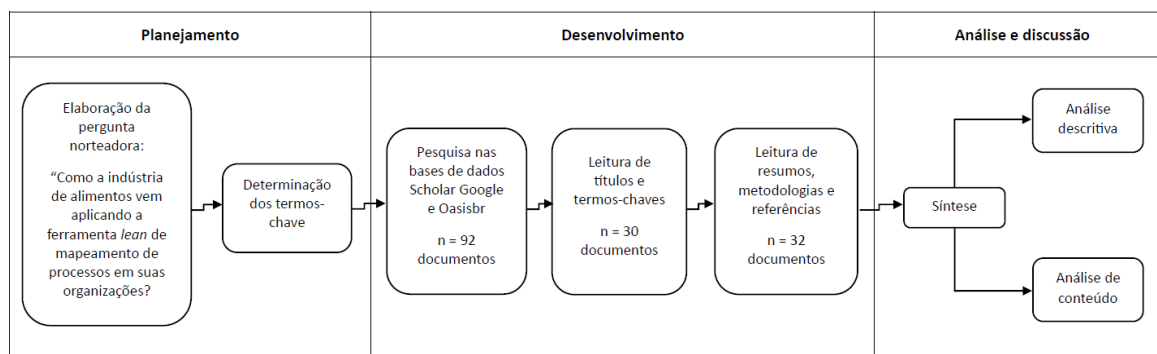 Planejamento
Desenvolvimento
Análise e discussão
Elaboração da
pergunta
norteadora:
“Como a indústria
de alimentos vem
aplicando a
ferramenta lean de
mapeamento de
processos em suas
organizações?
Determinação
dos termos-
chave
Pesquisa nas
bases de dados
Scholar Google
e Oasisbr
n = 92
documentos
Leitura de
títulos e
termos-chaves
n = 30
documentos
Leitura de
resumos,
metodologias e
referências
n = 32
documentos
Síntese
Análise
descritiva
Análise de
conteúdo